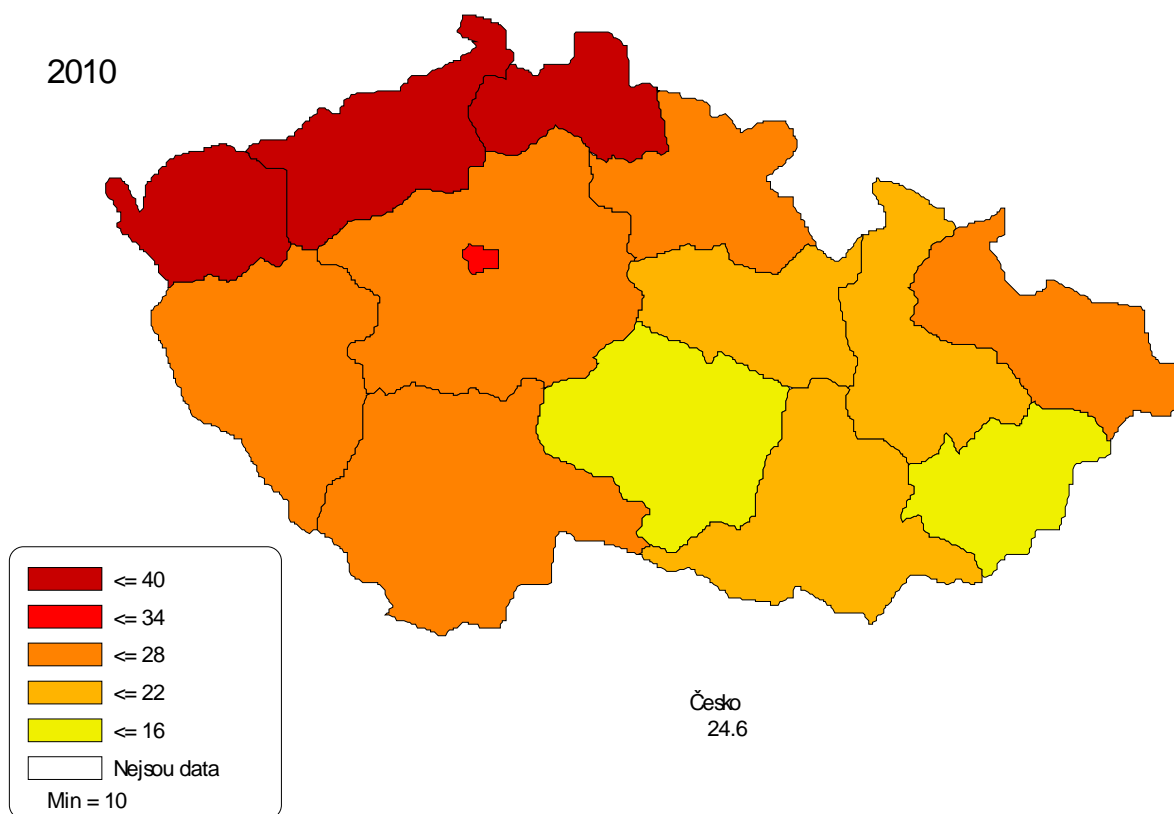 2010
<= 40
<= 34
<= 28
<= 22
<= 16
Nejsou data
Min = 10
Česko
24.6